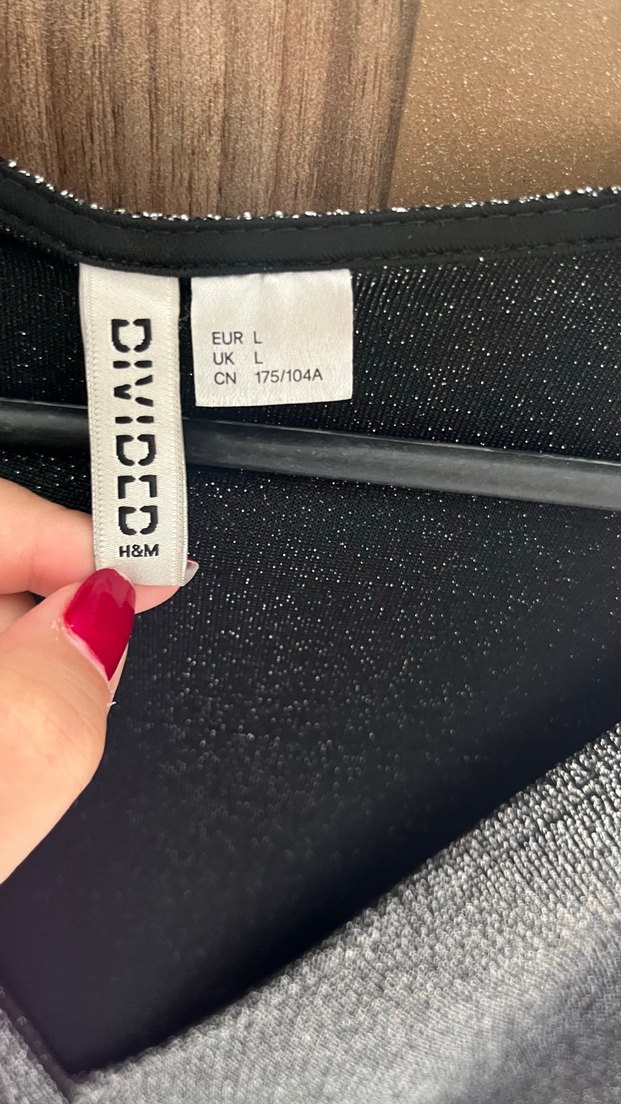 DIVIDED
H&M
EUR L
UK L
CN 175/104A